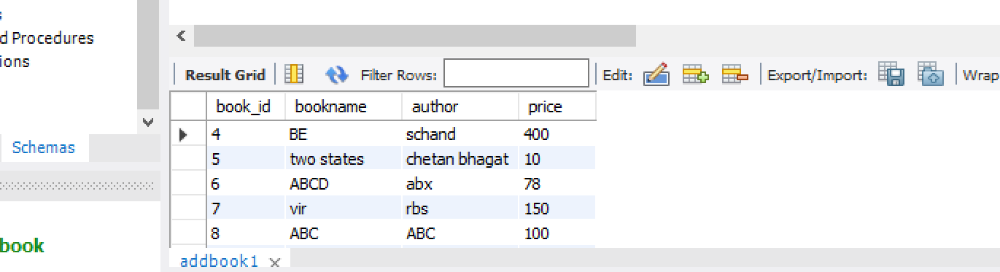 d Procedures
ions
Schemas
book
Result Grid Filter Rows: Edit: Export/Import: Wrap
book_id bookname author price
4 BE schand 400
5 two states chetan bhagat 10
6 ABCD abx 78
7 vir rbs 150
8 ABC ABC 100
addbook1